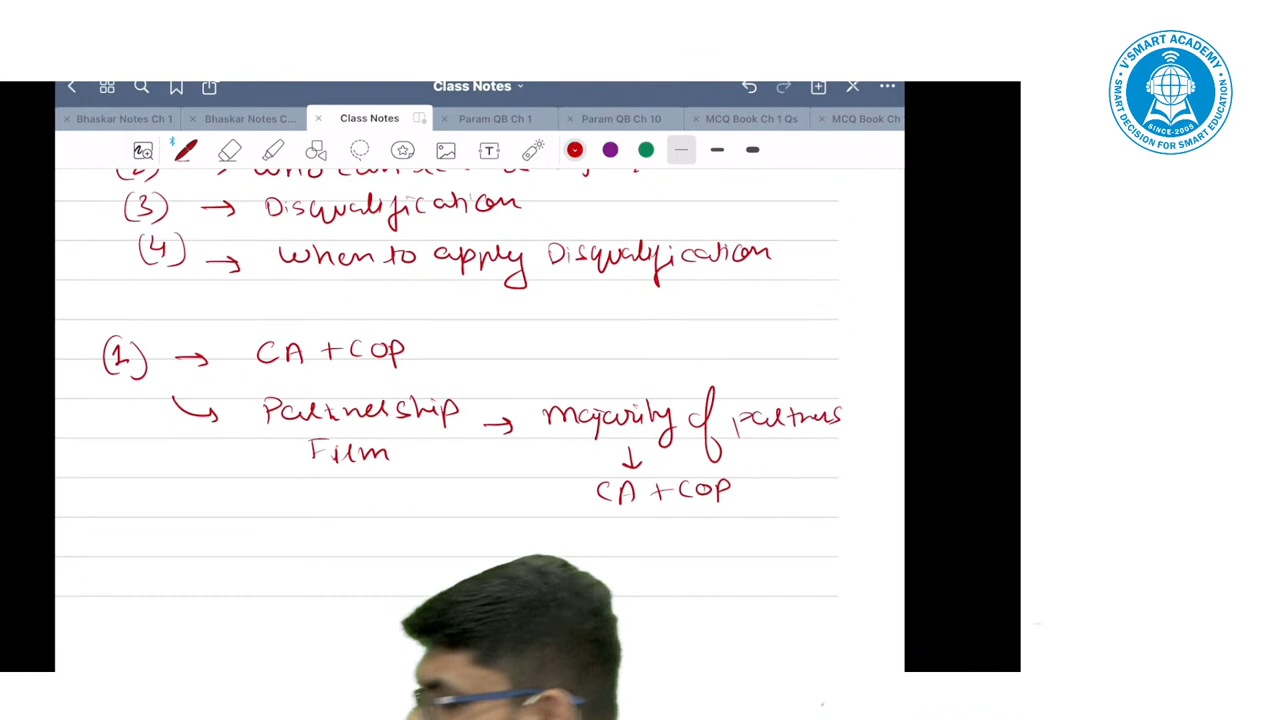 Class Notes
Bhaskar Notes Ch 1
Bhaskar Notes C...
Class Notes
Param QB Ch 1
Param QB Ch 10
MCQ Book Ch 1 Qs
MCQ Book Ch 1
T
(3) → Disqualification
(4) → When to apply Disqualification
(1) → CA + COP
Partnership → Majority of partners
Firm ↓
CA + COP
V'SMART ACADEMY
SINCE-2005
SMART DECISION FOR SMART EDUCATION